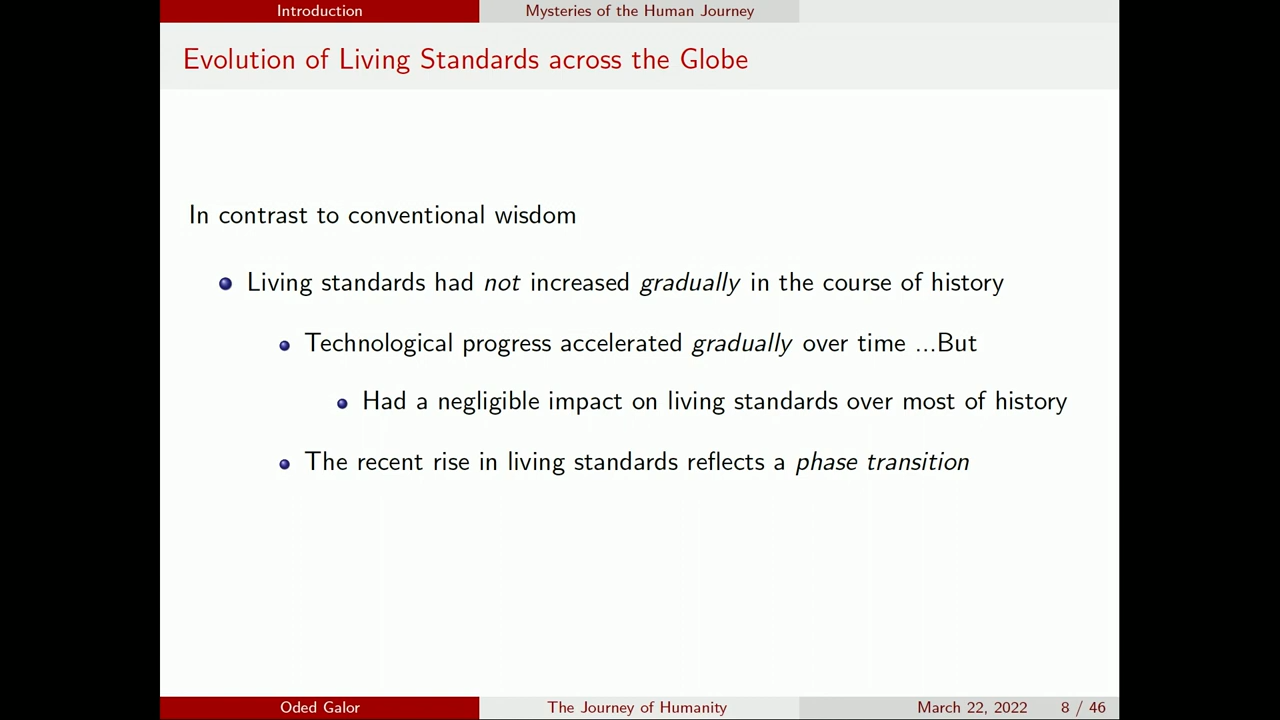 Introduction
Mysteries of the Human Journey
Evolution of Living Standards across the Globe
In contrast to conventional wisdom
Living standards had not increased gradually in the course of history
Technological progress accelerated gradually over time ...But
Had a negligible impact on living standards over most of history
The recent rise in living standards reflects a phase transition
Oded Galor
The Journey of Humanity
March 22, 2022 8 / 46